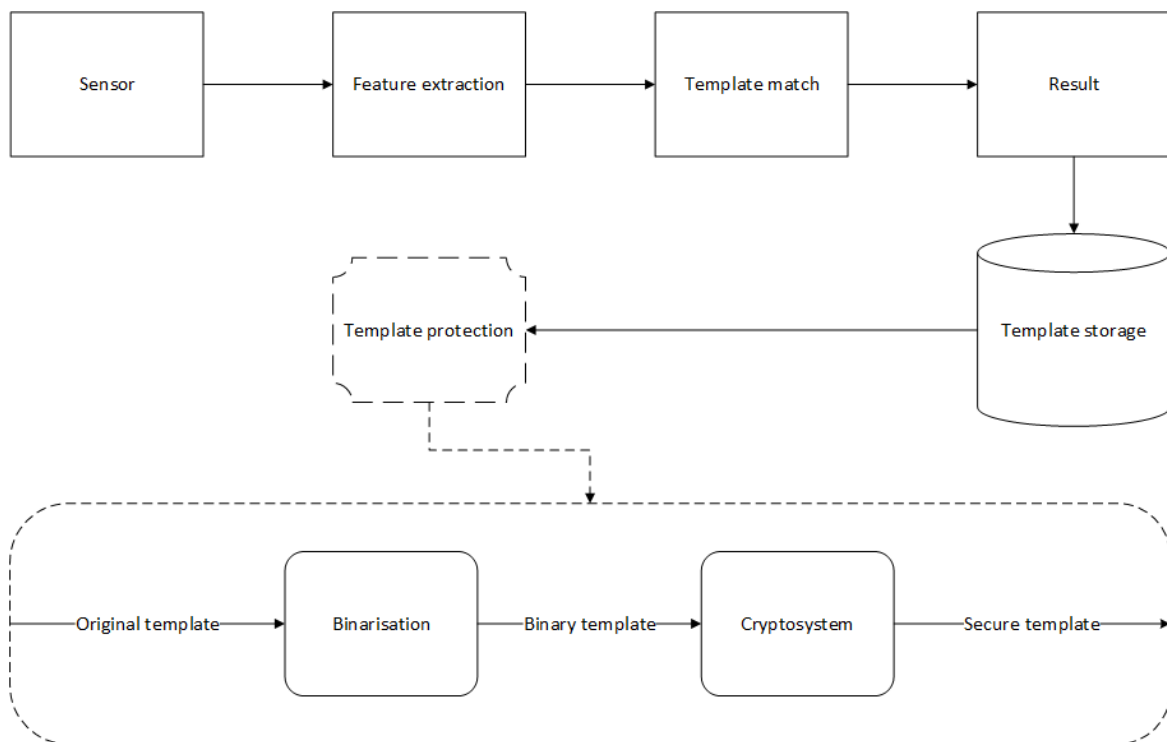 Sensor
Feature extraction
Template match
Result
Template protection
Template storage
Original template
Binarisation
Binary template
Cryptosystem
Secure template